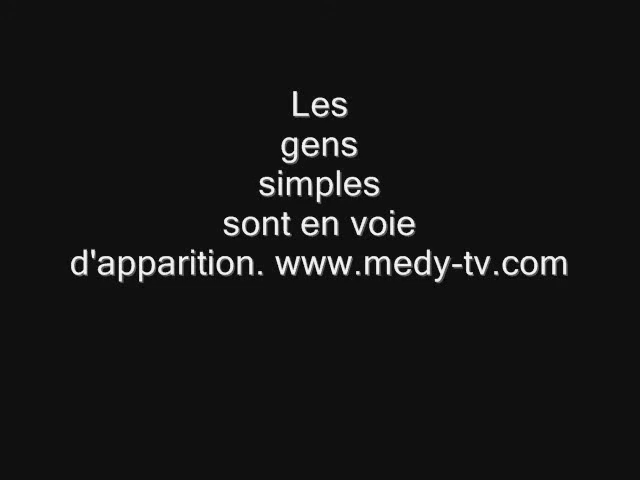 Les
gens
simples
sont en voie
d'apparition. www.medy-tv.com